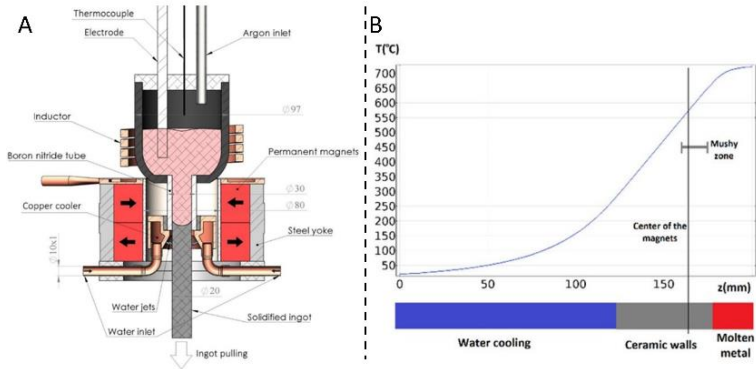 A
Thermocouple
Electrode
Argon inlet
Ø97
Inductor
Boron nitride tube
Permanent magnets
Ø30
Ø80
Copper cooler
Steel yoke
Ø10x1
Water jets
Ø20
Water inlet
Solidified ingot
Ingot pulling
B
T(°C)
700
650
600
550
500
450
400
350
300
250
200
150
100
50
Mushy
zone
Center of the
magnets
0
50
100
150
z(mm)
Water cooling
Ceramic walls
Molten
metal